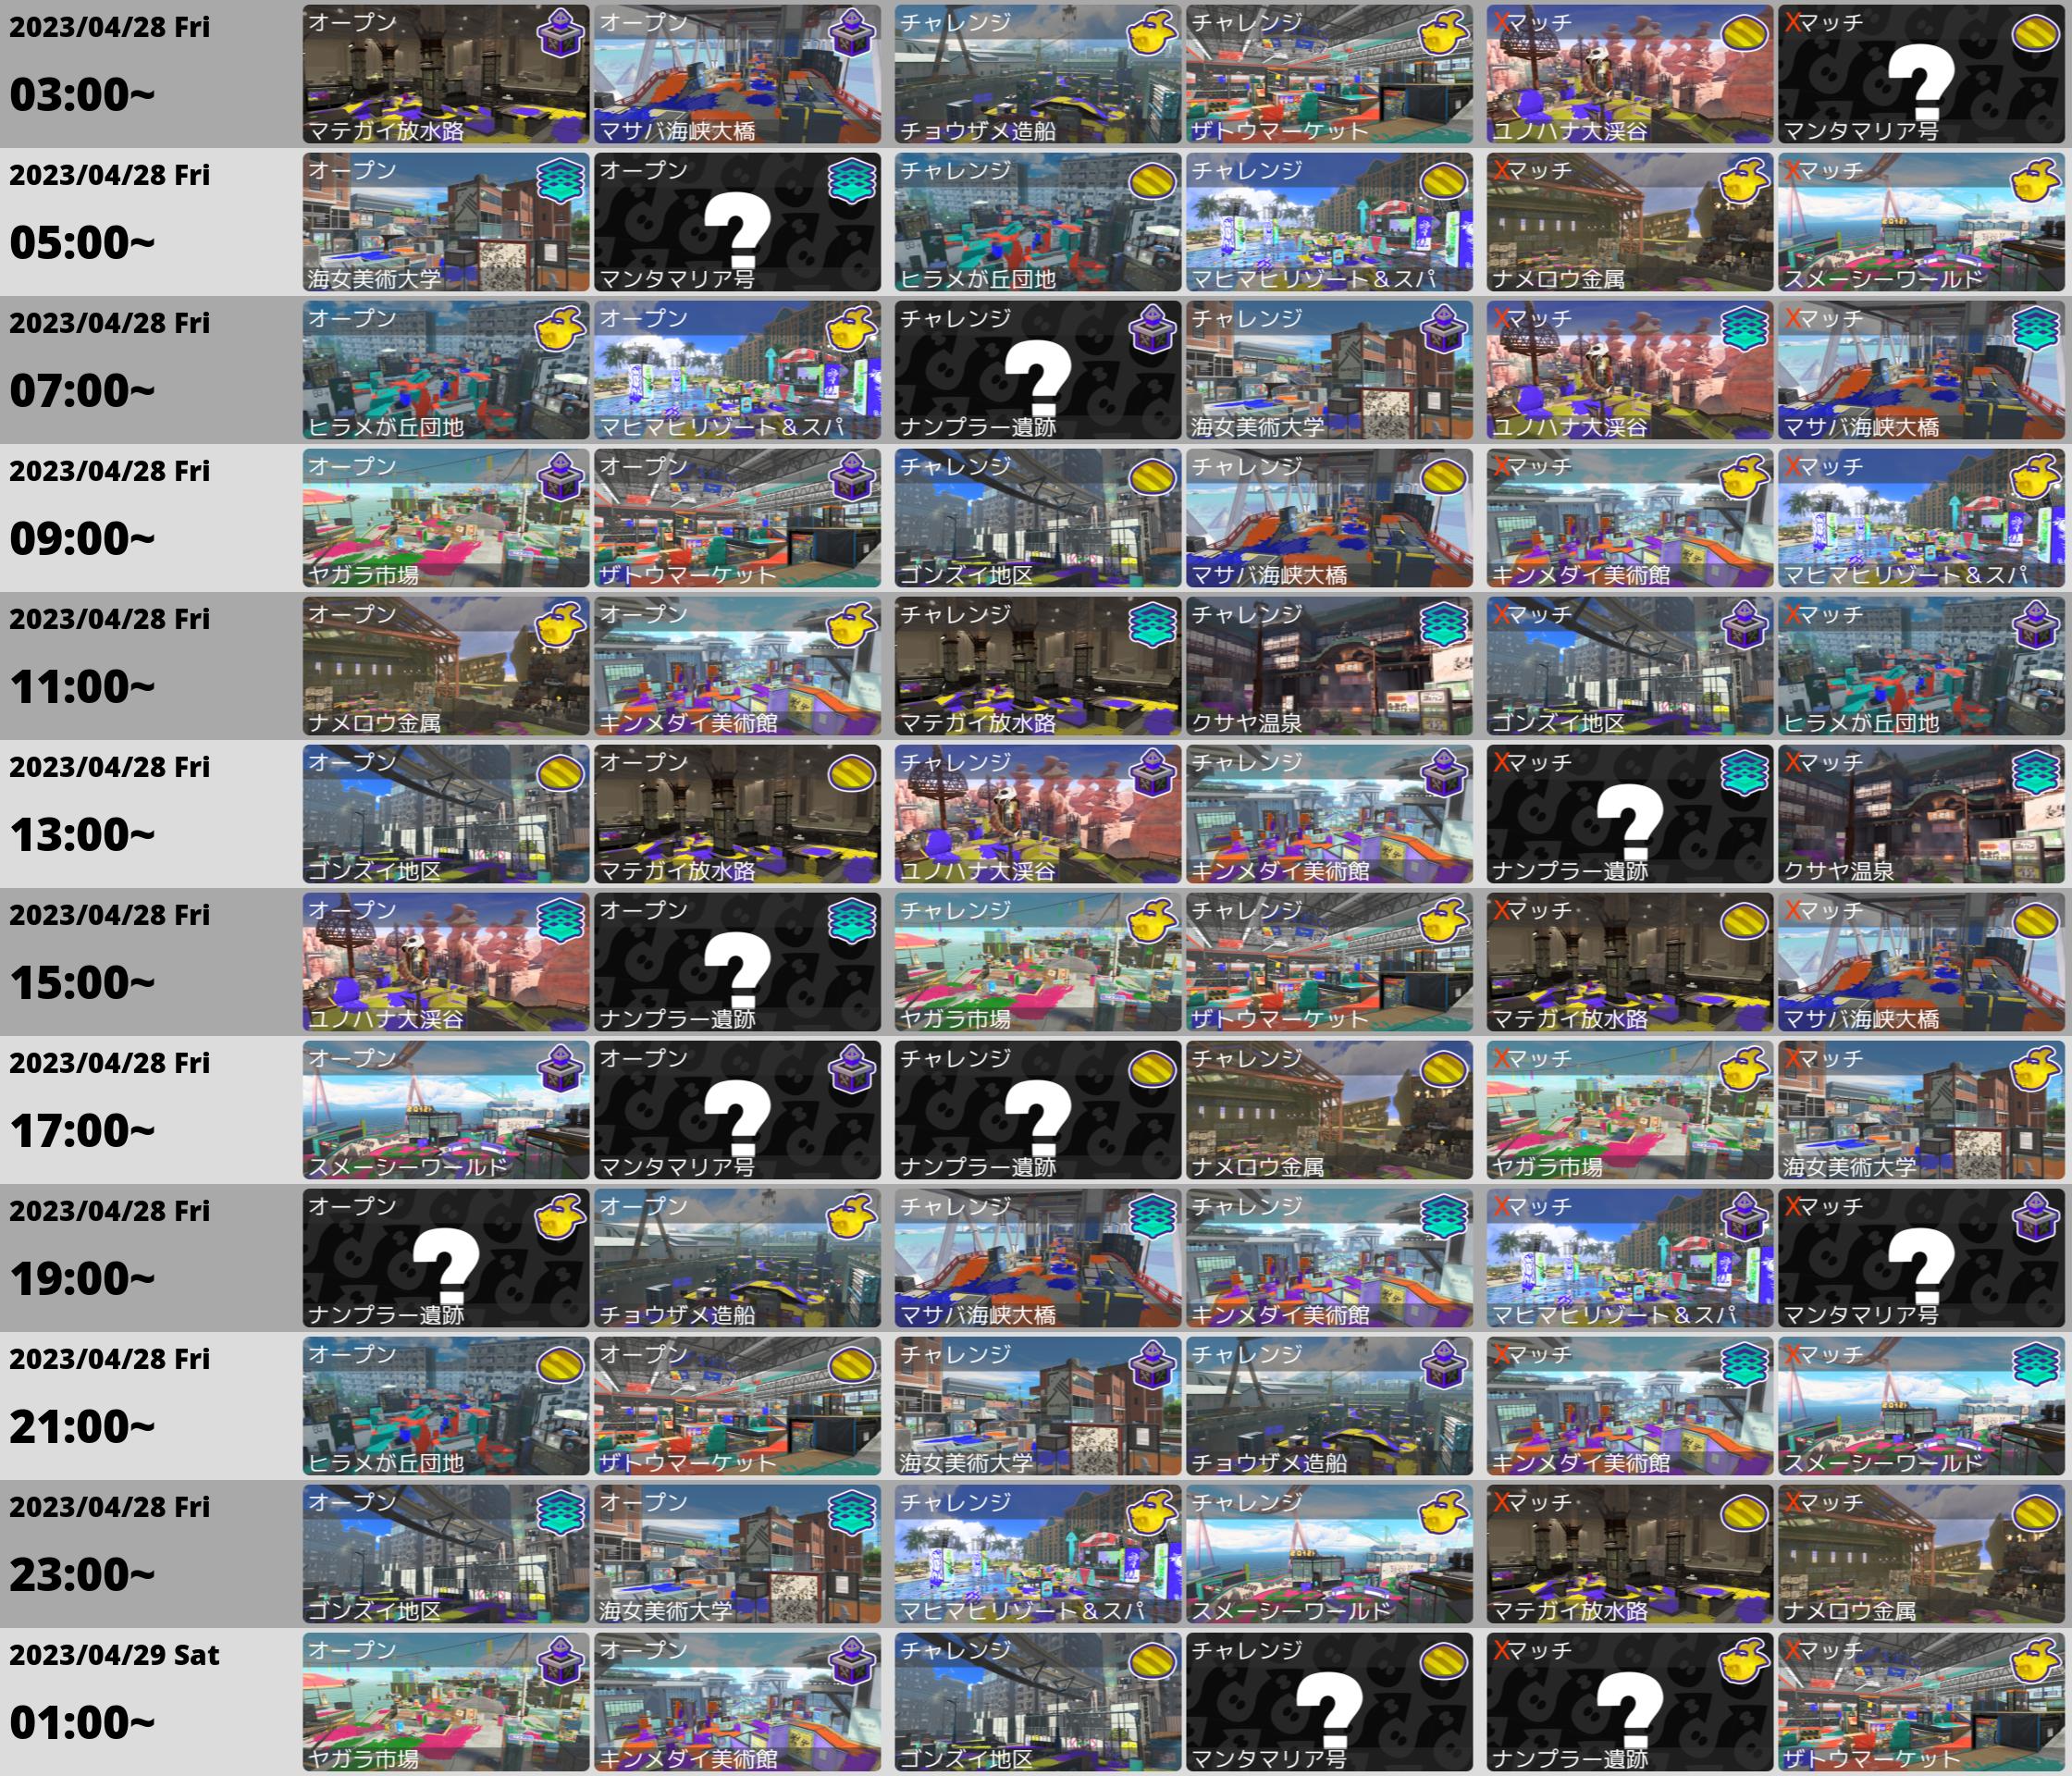 2023/04/28 Fri
03:00~
オープン
マテガイ放水路
オープン
マサバ海峡大橋
チャレンジ
チョウザメ造船
チャレンジ
ザトウマーケット
Xマッチ
ユノハナ大渓谷
Xマッチ
?
マンタマリア号
2023/04/28 Fri
05:00~
オープン
海女美術大学
オープン
?
マンタマリア号
チャレンジ
ヒラメが丘団地
チャレンジ
マヒマヒリゾート＆スパ
Xマッチ
ナメロウ金属
Xマッチ
スメーシーワールド
2023/04/28 Fri
07:00~
オープン
ヒラメが丘団地
オープン
マヒマヒリゾート＆スパ
チャレンジ
?
ナンプラー遺跡
チャレンジ
海女美術大学
Xマッチ
ユノハナ大渓谷
Xマッチ
マサバ海峡大橋
2023/04/28 Fri
09:00~
オープン
ヤガラ市場
オープン
ザトウマーケット
チャレンジ
ゴンズイ地区
チャレンジ
マサバ海峡大橋
Xマッチ
キンメダイ美術館
Xマッチ
マヒマヒリゾート＆スパ
2023/04/28 Fri
11:00~
オープン
ナメロウ金属
オープン
キンメダイ美術館
チャレンジ
マテガイ放水路
チャレンジ
クサヤ温泉
Xマッチ
ゴンズイ地区
Xマッチ
ヒラメが丘団地
2023/04/28 Fri
13:00~
オープン
ゴンズイ地区
オープン
マテガイ放水路
チャレンジ
ユノハナ大渓谷
チャレンジ
キンメダイ美術館
Xマッチ
?
ナンプラー遺跡
Xマッチ
クサヤ温泉
2023/04/28 Fri
15:00~
オープン
ユノハナ大渓谷
オープン
?
ナンプラー遺跡
チャレンジ
ヤガラ市場
チャレンジ
ザトウマーケット
Xマッチ
マテガイ放水路
Xマッチ
マサバ海峡大橋
2023/04/28 Fri
17:00~
オープン
スメーシーワールド
オープン
?
マンタマリア号
チャレンジ
?
ナンプラー遺跡
チャレンジ
ナメロウ金属
Xマッチ
ヤガラ市場
Xマッチ
海女美術大学
2023/04/28 Fri
19:00~
オープン
?
ナンプラー遺跡
オープン
チョウザメ造船
チャレンジ
マサバ海峡大橋
チャレンジ
キンメダイ美術館
Xマッチ
マヒマヒリゾート＆スパ
Xマッチ
?
マンタマリア号
2023/04/28 Fri
21:00~
オープン
ヒラメが丘団地
オープン
ザトウマーケット
チャレンジ
海女美術大学
チャレンジ
チョウザメ造船
Xマッチ
キンメダイ美術館
Xマッチ
スメーシーワールド
2023/04/28 Fri
23:00~
オープン
ゴンズイ地区
オープン
海女美術大学
チャレンジ
マヒマヒリゾート＆スパ
チャレンジ
スメーシーワールド
Xマッチ
マテガイ放水路
Xマッチ
ナメロウ金属
2023/04/29 Sat
01:00~
オープン
ヤガラ市場
オープン
キンメダイ美術館
チャレンジ
ゴンズイ地区
チャレンジ
?
マンタマリア号
Xマッチ
?
ナンプラー遺跡
Xマッチ
ザトウマーケット